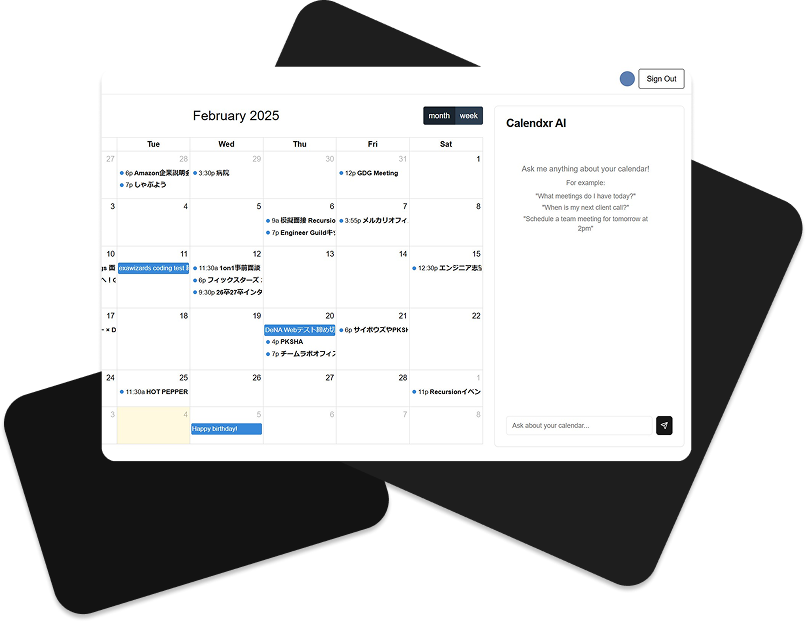 Sign Out
February 2025
month
week
Tue
Wed
Thu
Fri
Sat
27
28
29
30
31
1
6p Amazon企業説明会
7p しゃぶよう
3:30p 病院
12p GDG Meeting
3
4
5
6
7
8
9a 模擬面接 Recursio
7p Engineer Guildキッ
3:55p メルカリオフィ
10
11
12
13
14
15
exawizards coding test
11:30a 1on1事前面談
6p フィックスターズ
9:30p 26卒27卒インタ
12:30p エンジニア志望
17
18
19
20
21
22
DeNA Webテスト締め切
4p PKSHA
7p チームラボオフィス
6p サイボウズやPKSH
24
25
26
27
28
1
11:30a HOT PEPPER
11p Recursionイベン
3
4
5
6
7
8
Happy birthday!
Calendxr AI
Ask me anything about your calendar!
For example:
"What meetings do I have today?"
"When is my next client call?"
"Schedule a team meeting for tomorrow at
2pm"
Ask about your calendar...